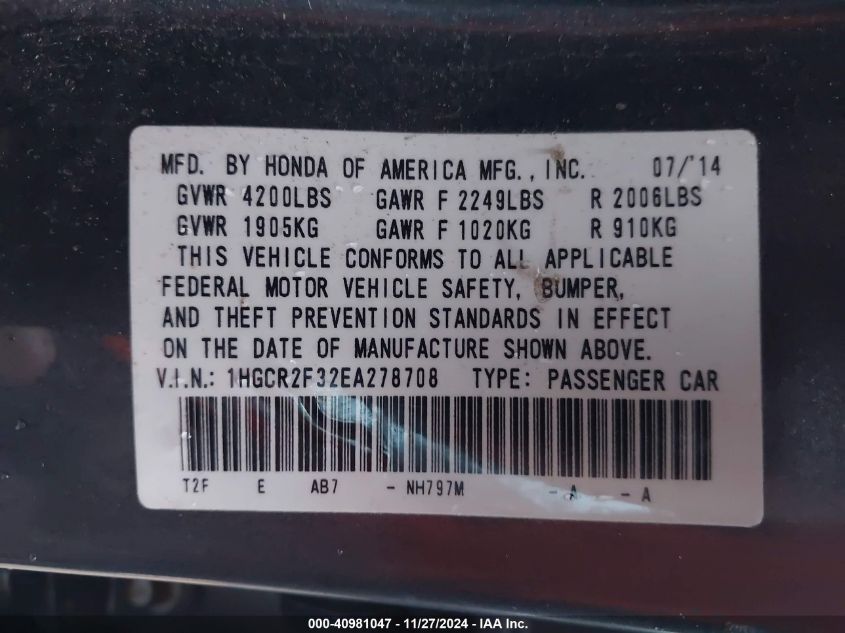 MFD. BY HONDA OF AMERICA MFG., INC. 07/'14
GVWR 4200LBS GAWR F 2249LBS R 2006LBS
GVWR 1905KG GAWR F 1020KG R 910KG
THIS VEHICLE CONFORMS TO ALL APPLICABLE
FEDERAL MOTOR VEHICLE SAFETY, BUMPER,
AND THEFT PREVENTION STANDARDS IN EFFECT
ON THE DATE OF MANUFACTURE SHOWN ABOVE.
V.I.N.: 1HGCR2F32EA278708 TYPE: PASSENGER CAR
T2F E AB7 - NH797M - A - A
000-40981047 - 11/27/2024 - IAA Inc.